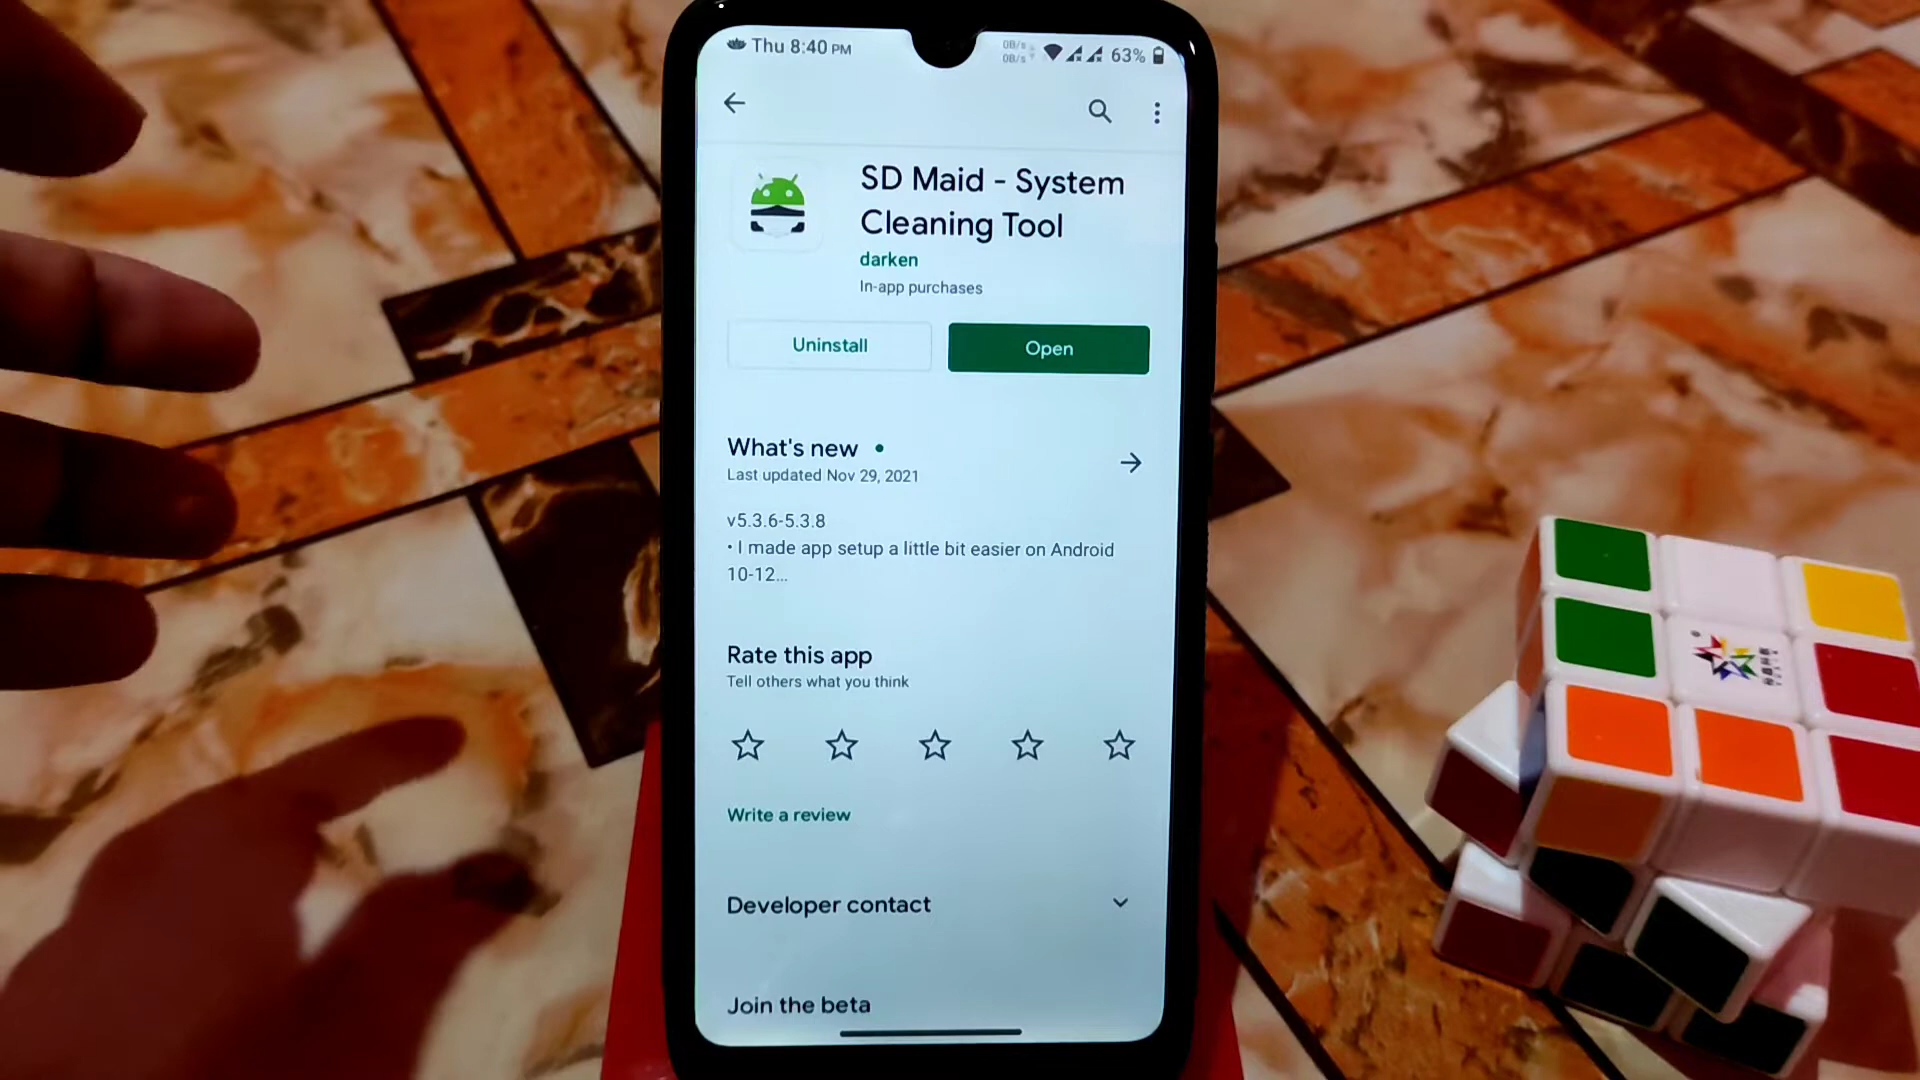 Thu 8:40 PM
0B/s
0B/s
63%
SD Maid - System
Cleaning Tool
darken
In-app purchases
Uninstall
Open
What's new
Last updated Nov 29, 2021
v5.3.6-5.3.8
• I made app setup a little bit easier on Android
10-12...
Rate this app
Tell others what you think
Write a review
Developer contact
Join the beta